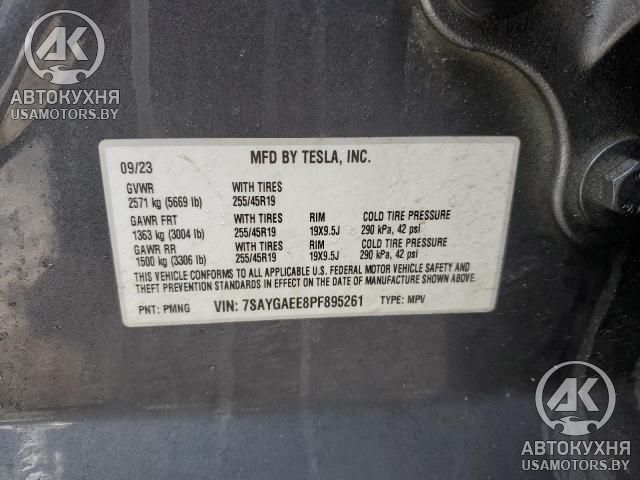 AK
АВТОКУХНЯ
USAMOTORS.BY
09/23
MFD BY TESLA, INC.
GVWR WITH TIRES
2571 kg (5669 lb) 255/45R19
GAWR FRT WITH TIRES RIM COLD TIRE PRESSURE
1363 kg (3004 lb) 255/45R19 19X9.5J 290 kPa, 42 psi
GAWR RR WITH TIRES RIM COLD TIRE PRESSURE
1500 kg (3306 lb) 255/45R19 19X9.5J 290 kPa, 42 psi
THIS VEHICLE CONFORMS TO ALL APPLICABLE U.S. FEDERAL MOTOR VEHICLE SAFETY AND
THEFT PREVENTION STANDARDS IN EFFECT ON THE DATE OF MANUFACTURE SHOWN ABOVE.
PNT: PMNG VIN: 7SAYGAEE8PF895261 TYPE: MPV
AK
АВТОКУХНЯ
USAMOTORS.BY